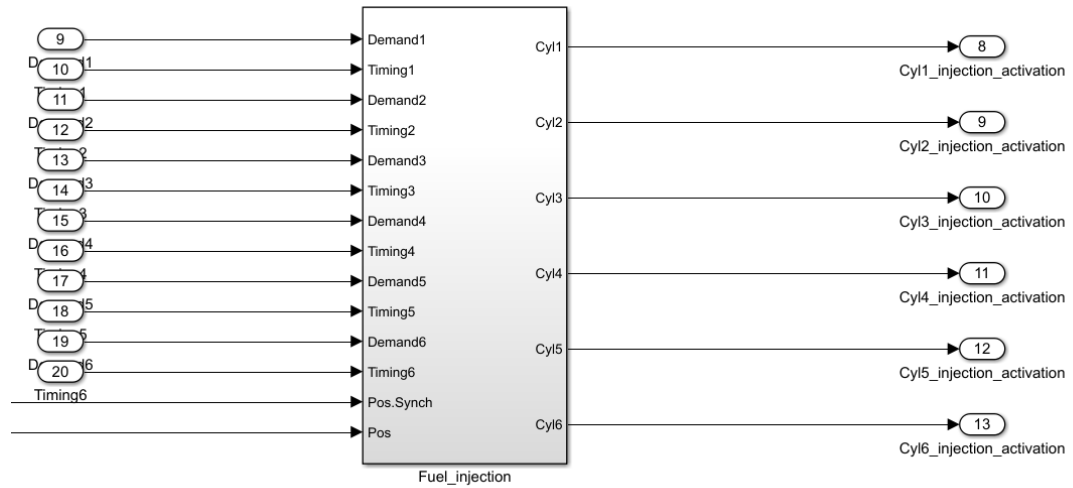 9 Demand1 Cyl1 8
10 Timing1 Cyl1_injection_activation
11 Demand2
12 Timing2 Cyl2 9
13 Demand3 Cyl2_injection_activation
14 Timing3 Cyl3 10
15 Demand4 Cyl3_injection_activation
16 Timing4
17 Demand5 Cyl4 11
18 Timing5 Cyl4_injection_activation
19 Demand6 Cyl5 12
20 Timing6 Cyl5_injection_activation
Timing6
Pos.Synch
Pos Cyl6 13
Cyl6_injection_activation
Fuel_injection